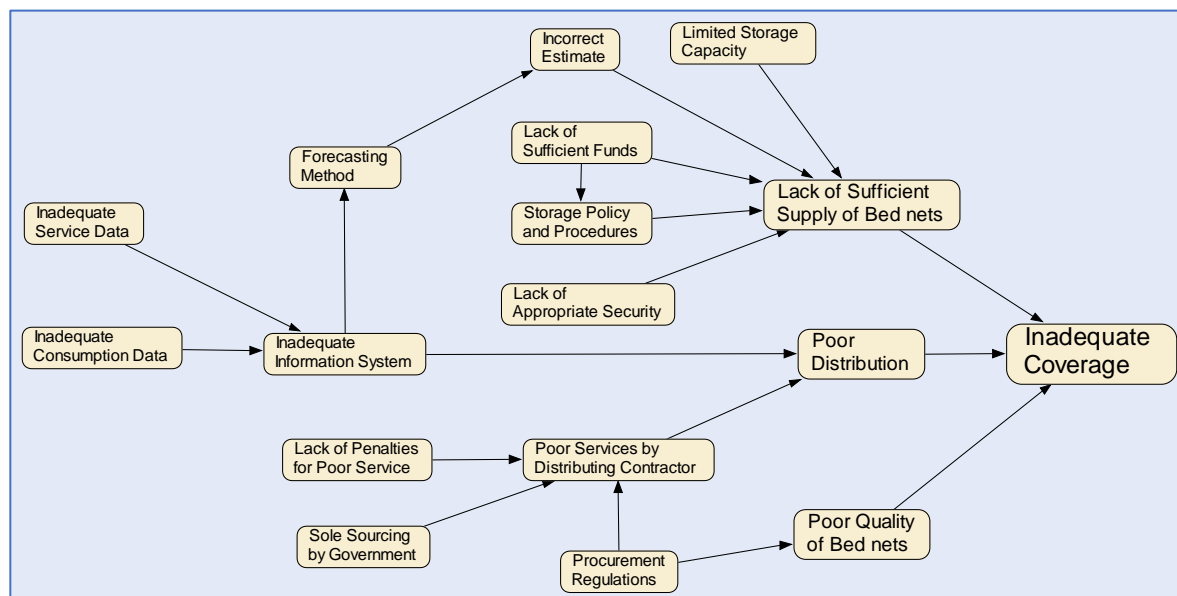 Incorrect
Estimate
Limited Storage
Capacity
Lack of
Sufficient Funds
Forecasting
Method
Lack of Sufficient
Supply of Bed nets
Storage Policy
and Procedures
Inadequate
Service Data
Lack of
Appropriate Security
Inadequate
Consumption Data
Inadequate
Information System
Poor
Distribution
Inadequate
Coverage
Lack of Penalties
for Poor Service
Poor Services by
Distributing Contractor
Sole Sourcing
by Government
Poor Quality
of Bed nets
Procurement
Regulations